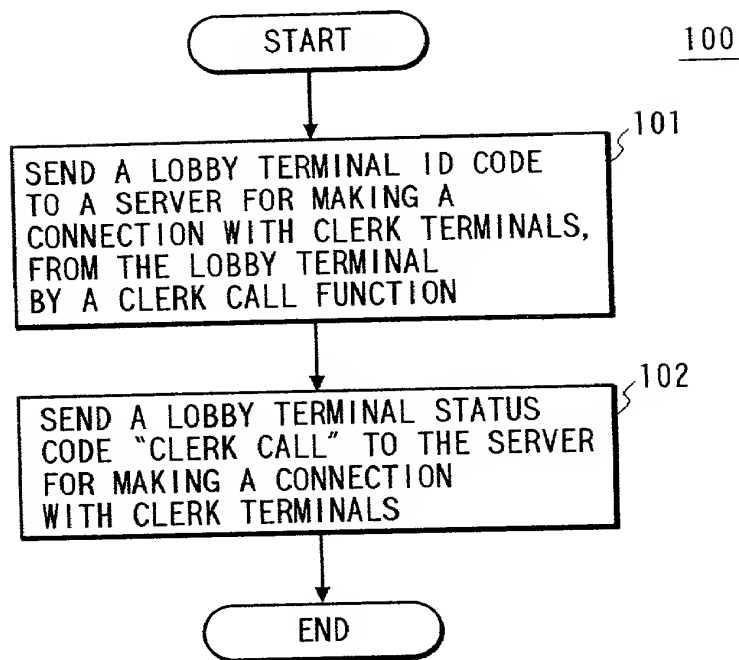 START
100
101
SEND A LOBBY TERMINAL ID CODE
TO A SERVER FOR MAKING A
CONNECTION WITH CLERK TERMINALS,
FROM THE LOBBY TERMINAL
BY A CLERK CALL FUNCTION
102
SEND A LOBBY TERMINAL STATUS
CODE "CLERK CALL" TO THE SERVER
FOR MAKING A CONNECTION
WITH CLERK TERMINALS
END